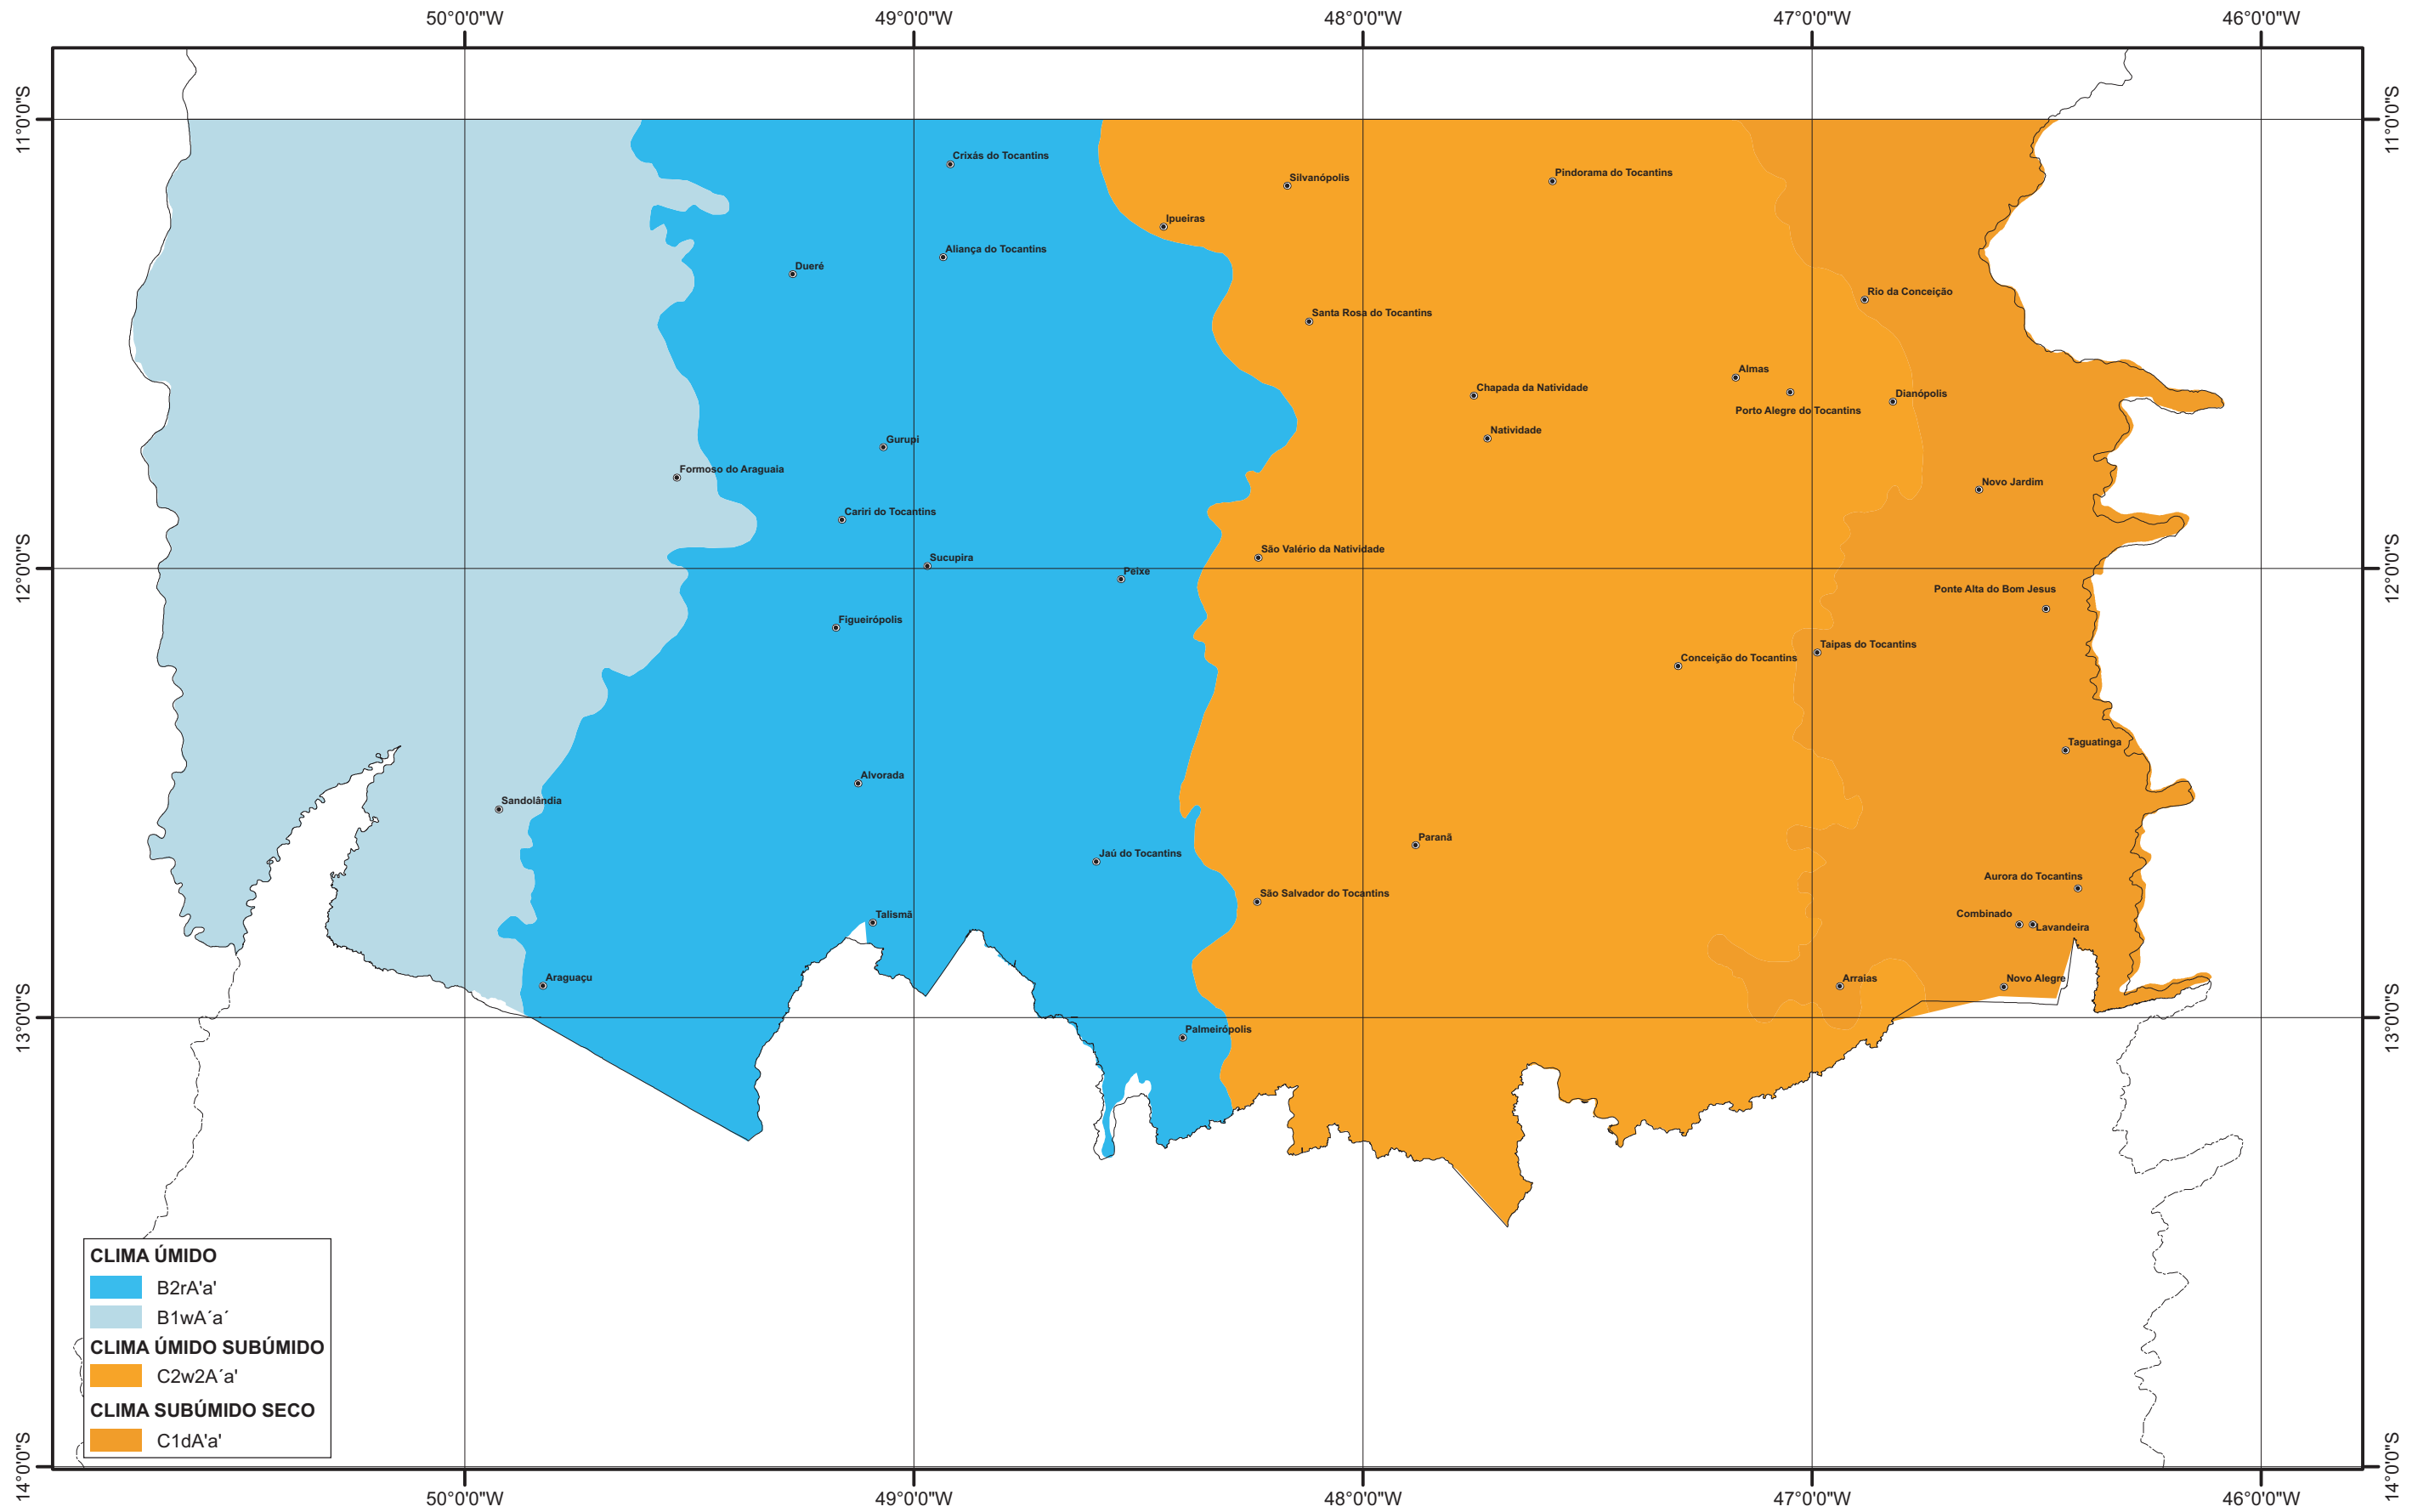 50°0'0"W
49°0'0"W
48°0'0"W
47°0'0"W
46°0'0"W
11°0'0"S
11°0'0"S
Crixás do Tocantins
Silvanópolis
Pindorama do Tocantins
Ipueiras
Aliança do Tocantins
Dueré
Rio da Conceição
Santa Rosa do Tocantins
Almas
Chapada da Natividade
Dianópolis
Porto Alegre do Tocantins
Natividade
Gurupi
Formoso do Araguaia
Novo Jardim
Cariri do Tocantins
São Valério da Natividade
Sucupira
Peixe
12°0'0"S
12°0'0"S
Ponte Alta do Bom Jesus
Figueirópolis
Taipas do Tocantins
Conceição do Tocantins
Taguatinga
Alvorada
Sandolândia
Paranã
Jaú do Tocantins
Aurora do Tocantins
São Salvador do Tocantins
Combinado
Talismã
Lavandeira
Araguaçu
Arraias
Novo Alegre
13°0'0"S
13°0'0"S
Palmeirópolis
CLIMA ÚMIDO
B2rA'a'
B1wA´a´
CLIMA ÚMIDO SUBÚMIDO
C2w2A´a'
CLIMA SUBÚMIDO SECO
C1dA'a'
14°0'0"S
14°0'0"S
50°0'0"W
49°0'0"W
48°0'0"W
47°0'0"W
46°0'0"W